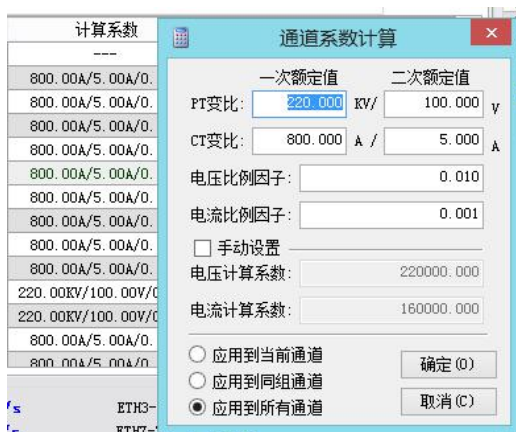 计算系数
---
800.00A/5.00A/0.
800.00A/5.00A/0.
800.00A/5.00A/0.
800.00A/5.00A/0.
800.00A/5.00A/0.
800.00A/5.00A/0.
800.00A/5.00A/0.
800.00A/5.00A/0.
800.00A/5.00A/0.
220.00KV/100.00V/0
220.00KV/100.00V/0
800.00A/5.00A/0.
800.00A/5.00A/0
/s ETH3-
通道系数计算
一次额定值 二次额定值
PT变比: 220.000 KV/ 100.000 V
CT变比: 800.000 A / 5.000 A
电压比例因子: 0.010
电流比例因子: 0.001
手动设置
电压计算系数: 220000.000
电流计算系数: 160000.000
应用到当前通道
应用到同组通道
应用到所有通道
确定(O)
取消(C)